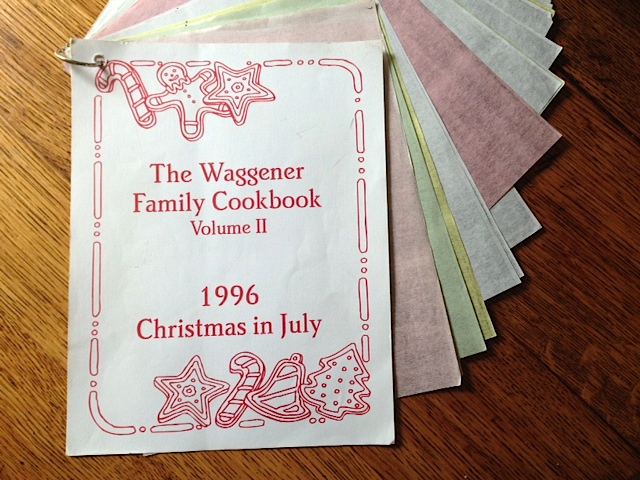 The Waggener
Family Cookbook
Volume II
1996
Christmas in July